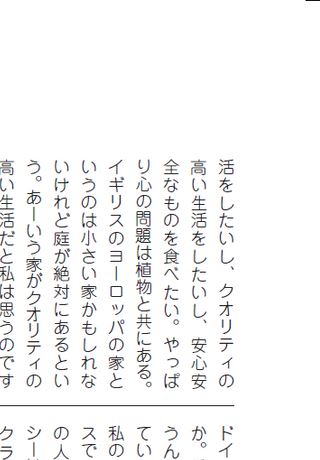 活をしたいし、クオリティの
高い生活をしたいし、安心安
全なものを食べたい。やっぱ
り心の問題は植物と共にある。
イギリスのヨーロッパの家と
いうのは小さい家かもしれな
いけれど庭が絶対にあるとい
う。あーいう家がクオリティの
高い生活だと私は思うのです
ドイ
か。
うん
てい
私の
スで
の人
シー
クラ